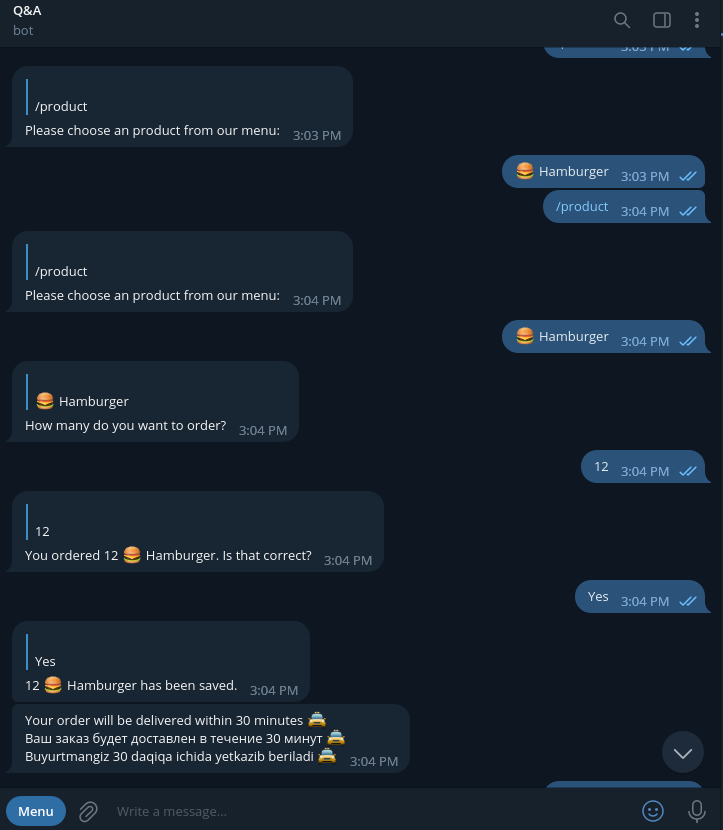 Q&A
bot
3:03 PM
/product
Please choose an product from our menu: 3:03 PM
🍔 Hamburger 3:03 PM
/product 3:04 PM
/product
Please choose an product from our menu: 3:04 PM
🍔 Hamburger 3:04 PM
🍔 Hamburger
How many do you want to order? 3:04 PM
12 3:04 PM
12
You ordered 12 🍔 Hamburger. Is that correct? 3:04 PM
Yes 3:04 PM
Yes
12 🍔 Hamburger has been saved. 3:04 PM
Your order will be delivered within 30 minutes 🚖
Ваш заказ будет доставлен в течение 30 минут 🚖
Buyurtmangiz 30 daqiqa ichida yetkazib beriladi 🚖 3:04 PM
Menu Write a message...